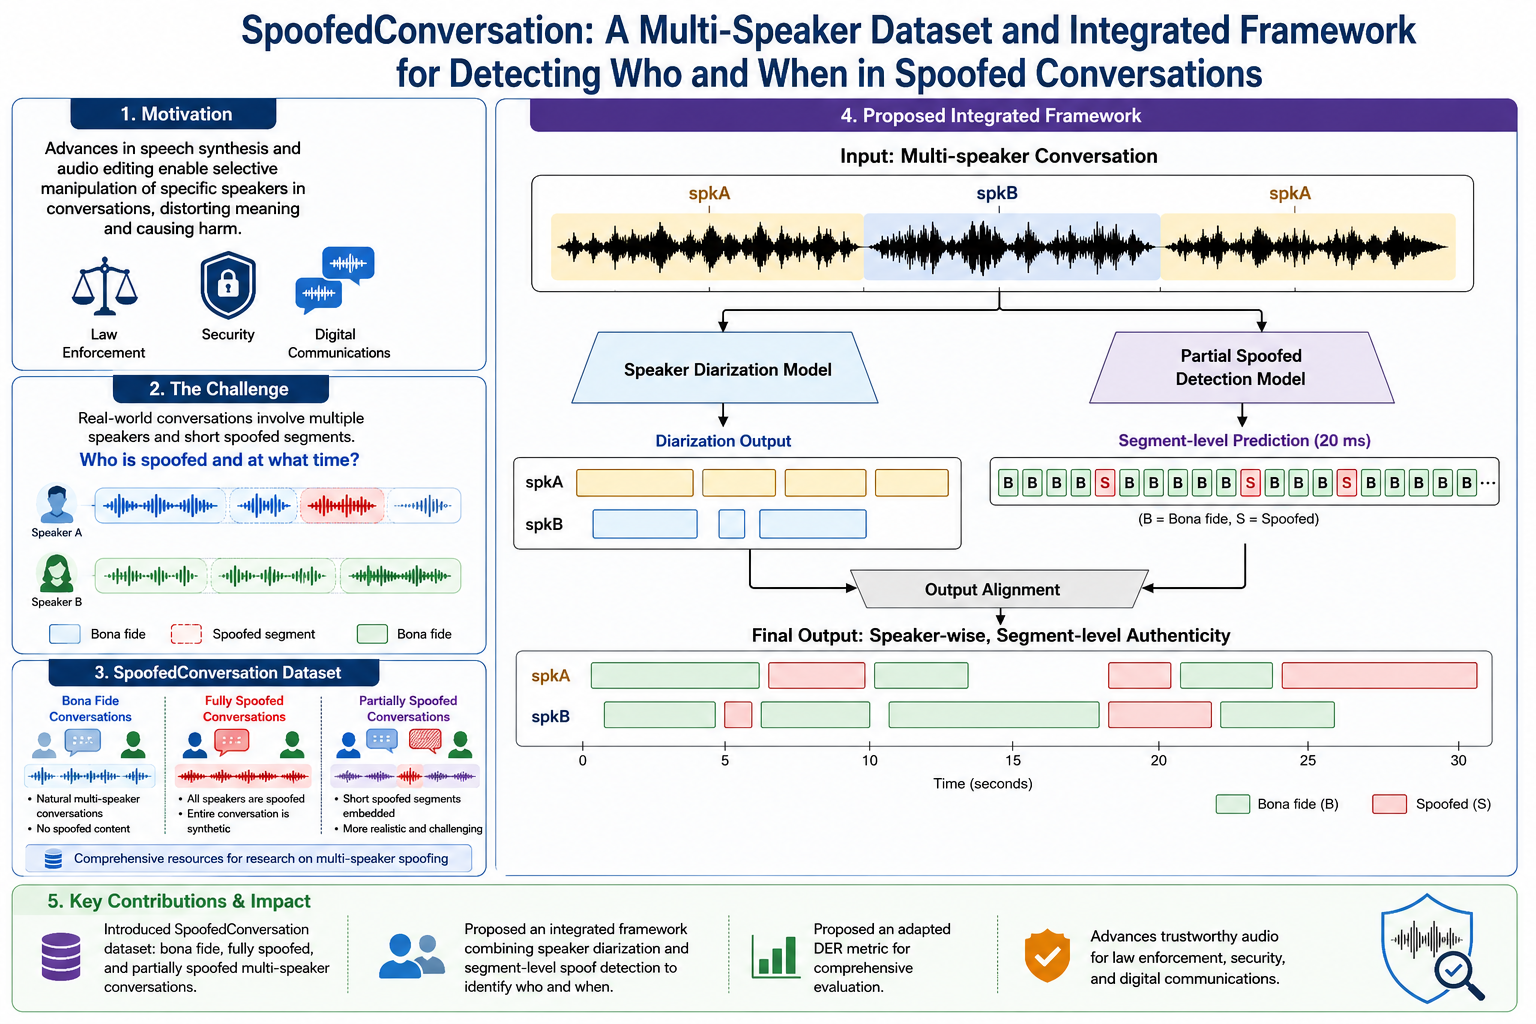 SpoofedConversation: A Multi-Speaker Dataset and Integrated Framework
for Detecting Who and When in Spoofed Conversations
1. Motivation
Advances in speech synthesis and
audio editing enable selective
manipulation of specific speakers in
conversations, distorting meaning
and causing harm.
Law
Enforcement
Security
Digital
Communications
2. The Challenge
Real-world conversations involve multiple
speakers and short spoofed segments.
Who is spoofed and at what time?
Speaker A
Speaker B
Bona fide
Spoofed segment
Bona fide
3. SpoofedConversation Dataset
Bona Fide
Conversations
• Natural multi-speaker
conversations
• No spoofed content
Fully Spoofed
Conversations
• All speakers are spoofed
• Entire conversation is
synthetic
Partially Spoofed
Conversations
• Short spoofed segments
embedded
• More realistic and challenging
Comprehensive resources for research on multi-speaker spoofing
4. Proposed Integrated Framework
Input: Multi-speaker Conversation
spkA
spkB
spkA
Speaker Diarization Model
Partial Spoofed
Detection Model
Diarization Output
spkA
spkB
Segment-level Prediction (20 ms)
B B B B S B B B B B S B B B S B B B B B ...
(B = Bona fide, S = Spoofed)
Output Alignment
Final Output: Speaker-wise, Segment-level Authenticity
spkA
spkB
0 5 10 15 20 25 30
Time (seconds)
Bona fide (B)
Spoofed (S)
5. Key Contributions & Impact
Introduced SpoofedConversation
dataset: bona fide, fully spoofed,
and partially spoofed multi-speaker
conversations.
Proposed an integrated framework
combining speaker diarization and
segment-level spoof detection to
identify who and when.
Proposed an adapted
DER metric for
comprehensive
evaluation.
Advances trustworthy audio
for law enforcement, security,
and digital communications.